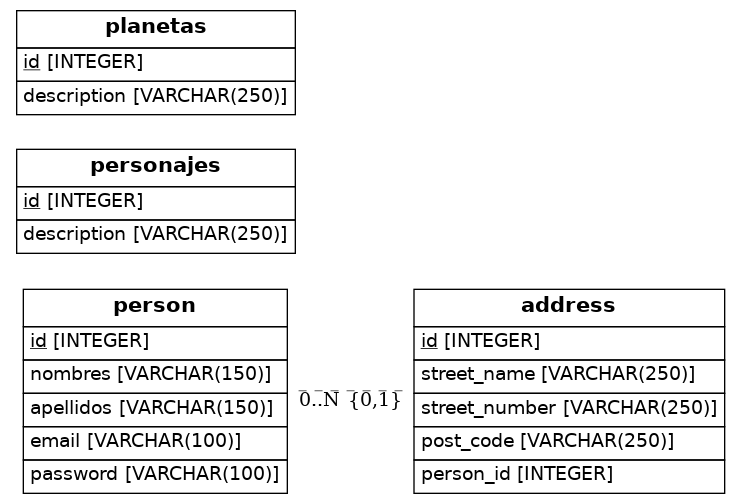 planetas
id [INTEGER]
description [VARCHAR(250)]
personajes
id [INTEGER]
description [VARCHAR(250)]
person
id [INTEGER]
nombres [VARCHAR(150)]
apellidos [VARCHAR(150)]
email [VARCHAR(100)]
password [VARCHAR(100)]
0..N {0,1}
address
id [INTEGER]
street_name [VARCHAR(250)]
street_number [VARCHAR(250)]
post_code [VARCHAR(250)]
person_id [INTEGER]